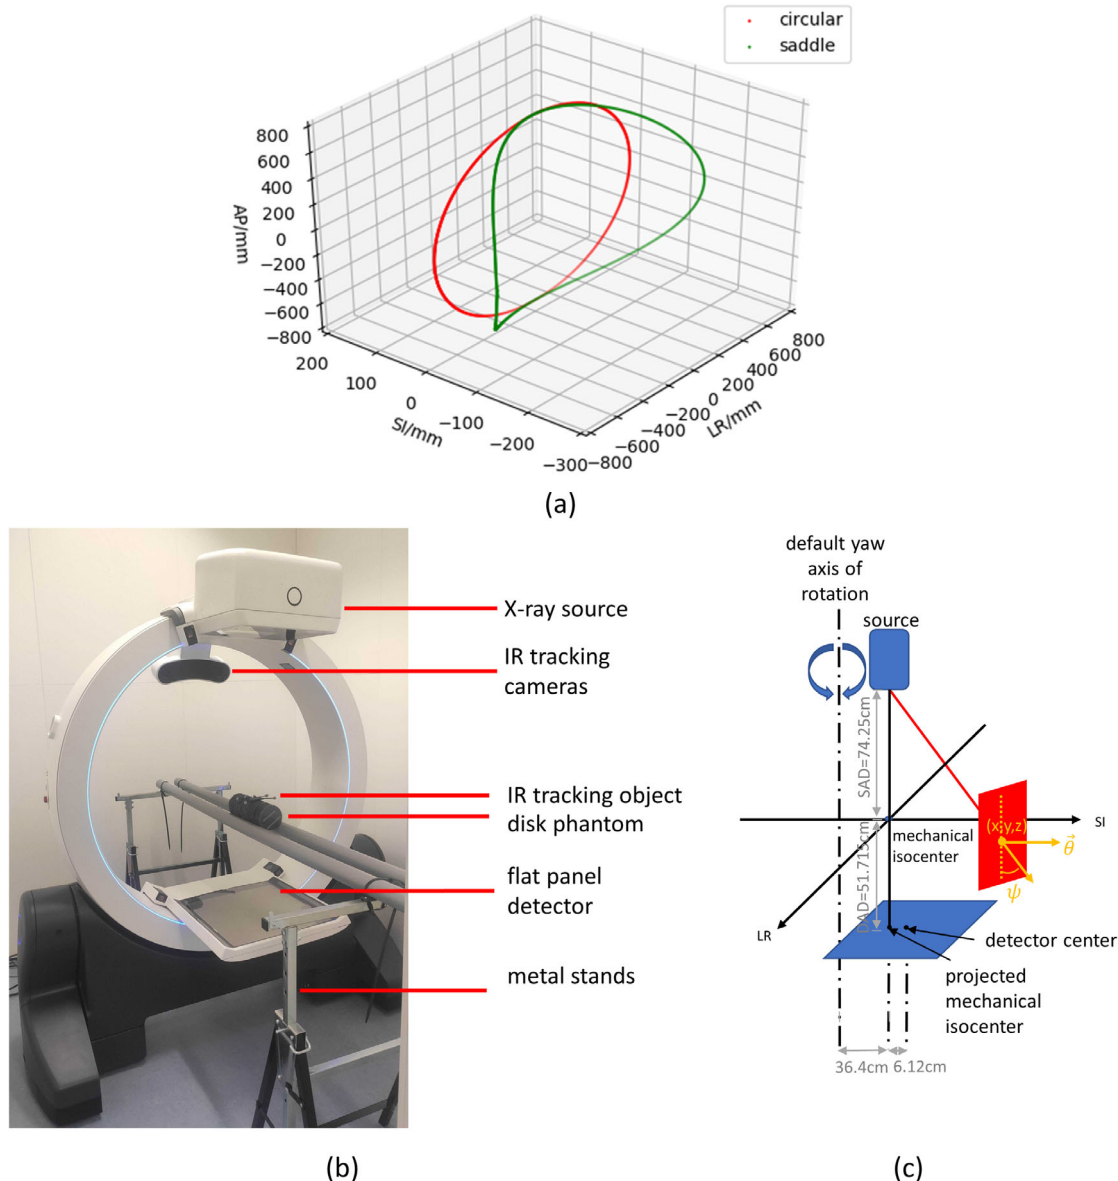 circular
saddle
800
600
400
200
0
−200
−400
−600
−800
AP/mm
200
100
0
−100
−200
−300
SI/mm
−800
−600
−400
−200
0
200
400
600
800
LR/mm
(a)
X-ray source
IR tracking
cameras
IR tracking object
disk phantom
flat panel
detector
metal stands
(b)
default yaw
axis of
rotation
source
SAD=74.25cm
SI
mechanical
isocenter
(x,y,z)
θ⃗
ψ
DAD=51.715cm
LR
detector center
projected
mechanical
isocenter
36.4cm
6.12cm
(c)